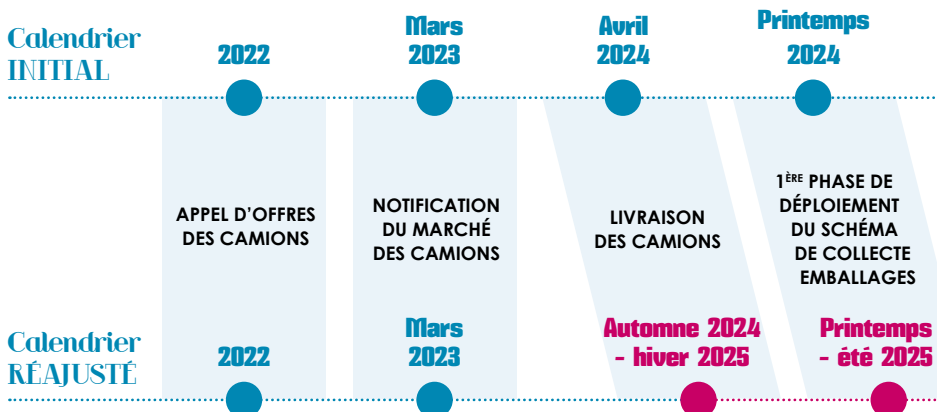 Calendrier
INITIAL
2022
Mars
2023
Avril
2024
Printemps
2024
APPEL D'OFFRES
DES CAMIONS
NOTIFICATION
DU MARCHÉ
DES CAMIONS
LIVRAISON
DES CAMIONS
1ÈRE PHASE DE
DÉPLOIEMENT
DU SCHÉMA
DE COLLECTE
EMBALLAGES
Calendrier
RÉAJUSTÉ
2022
Mars
2023
Automne 2024
- hiver 2025
Printemps
- été 2025